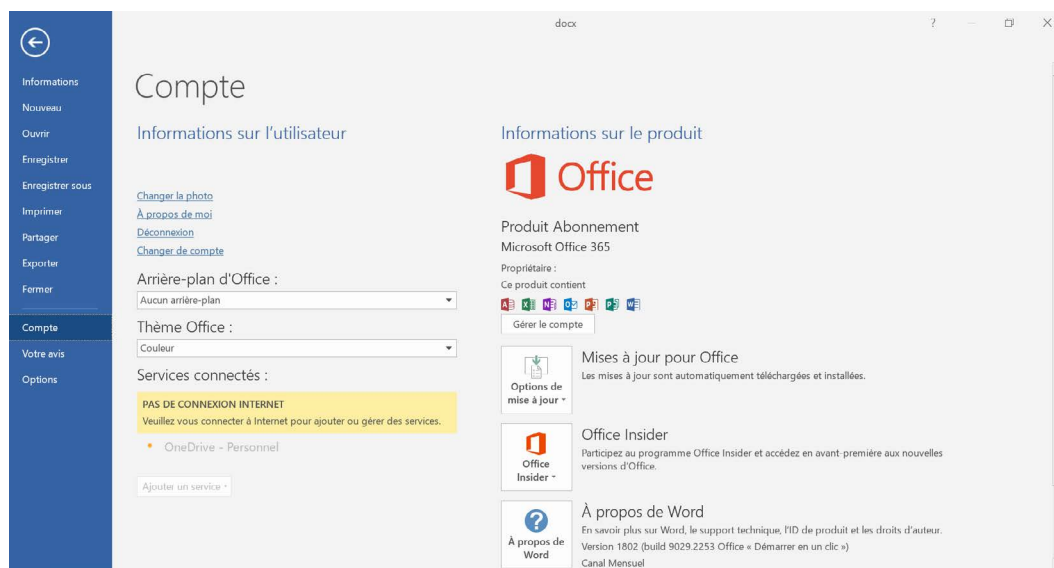 docx
?
Informations
Nouveau
Ouvrir
Enregistrer
Enregistrer sous
Imprimer
Partager
Exporter
Fermer
Compte
Votre avis
Options
Compte
Informations sur l'utilisateur
Changer la photo
À propos de moi
Déconnexion
Changer de compte
Arrière-plan d'Office :
Aucun arrière-plan
Thème Office :
Couleur
Services connectés :
PAS DE CONNEXION INTERNET
Veuillez vous connecter à Internet pour ajouter ou gérer des services.
OneDrive - Personnel
Ajouter un service
Informations sur le produit
Office
Produit Abonnement
Microsoft Office 365
Propriétaire :
Ce produit contient
Gérer le compte
Options de
mise à jour
Mises à jour pour Office
Les mises à jour sont automatiquement téléchargées et installées.
Office
Insider
Office Insider
Participez au programme Office Insider et accédez en avant-première aux nouvelles
versions d'Office.
À propos de
Word
À propos de Word
En savoir plus sur Word, le support technique, l'ID de produit et les droits d'auteur.
Version 1802 (build 9029.2253 Office « Démarrer en un clic »)
Canal Mensuel